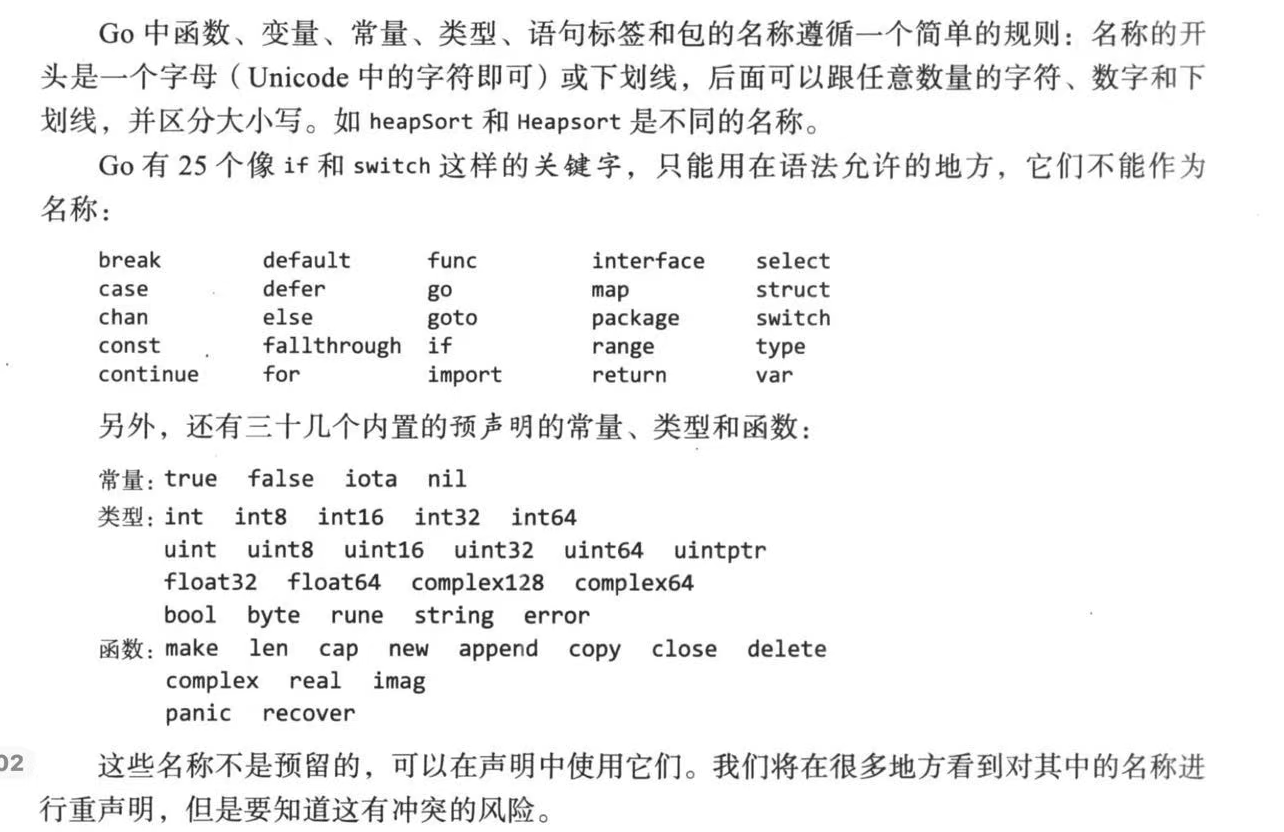 Go 中函数、变量、常量、类型、语句标签和包的名称遵循一个简单的规则：名称的开
头是一个字母（Unicode 中的字符即可）或下划线，后面可以跟任意数量的字符、数字和下
划线，并区分大小写。如 heapSort 和 Heapsort 是不同的名称。
Go 有 25 个像 if 和 switch 这样的关键字，只能用在语法允许的地方，它们不能作为
名称：
break default func interface select
case defer go map struct
chan else goto package switch
const fallthrough if range type
continue for import return var
另外，还有三十几个内置的预声明的常量、类型和函数：
常量：true false iota nil
类型：int int8 int16 int32 int64
uint uint8 uint16 uint32 uint64 uintptr
float32 float64 complex128 complex64
bool byte rune string error
函数：make len cap new append copy close delete
complex real imag
panic recover
02 这些名称不是预留的，可以在声明中使用它们。我们将在很多地方看到对其中的名称进
行重声明，但是要知道这有冲突的风险。